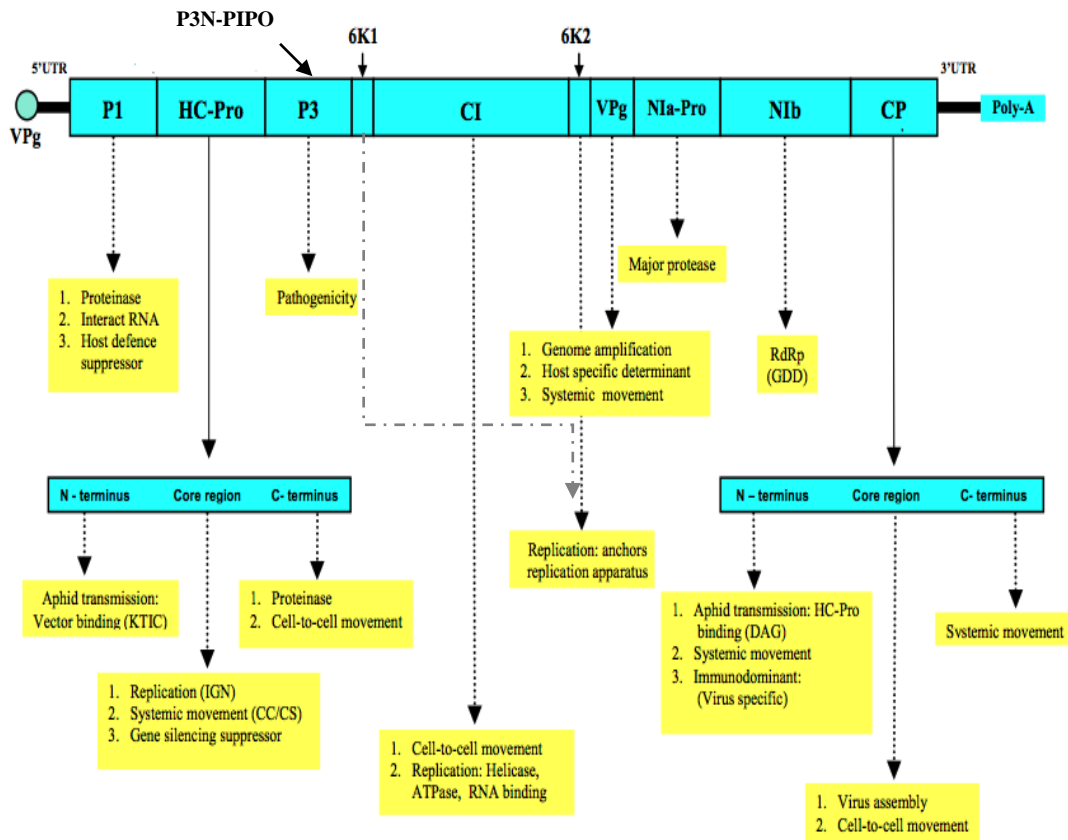 P3N-PIPO
6K1
6K2
5'UTR
3'UTR
P1
HC-Pro
P3
CI
VPg
NIa-Pro
NIb
CP
Poly-A
VPg
Major protease
1. Proteinase
2. Interact RNA
3. Host defence
suppressor
Pathogenicity
1. Genome amplification
2. Host specific determinant
3. Systemic movement
RdRp
(GDD)
N - terminus
Core region
C- terminus
N – terminus
Core region
C- terminus
Replication: anchors
replication apparatus
Aphid transmission:
Vector binding (KTIC)
1. Proteinase
2. Cell-to-cell movement
1. Aphid transmission: HC-Pro
binding (DAG)
2. Systemic movement
3. Immunodominant:
(Virus specific)
Systemic movement
1. Replication (IGN)
2. Systemic movement (CC/CS)
3. Gene silencing suppressor
1. Cell-to-cell movement
2. Replication: Helicase,
ATPase, RNA binding
1. Virus assembly
2. Cell-to-cell movement